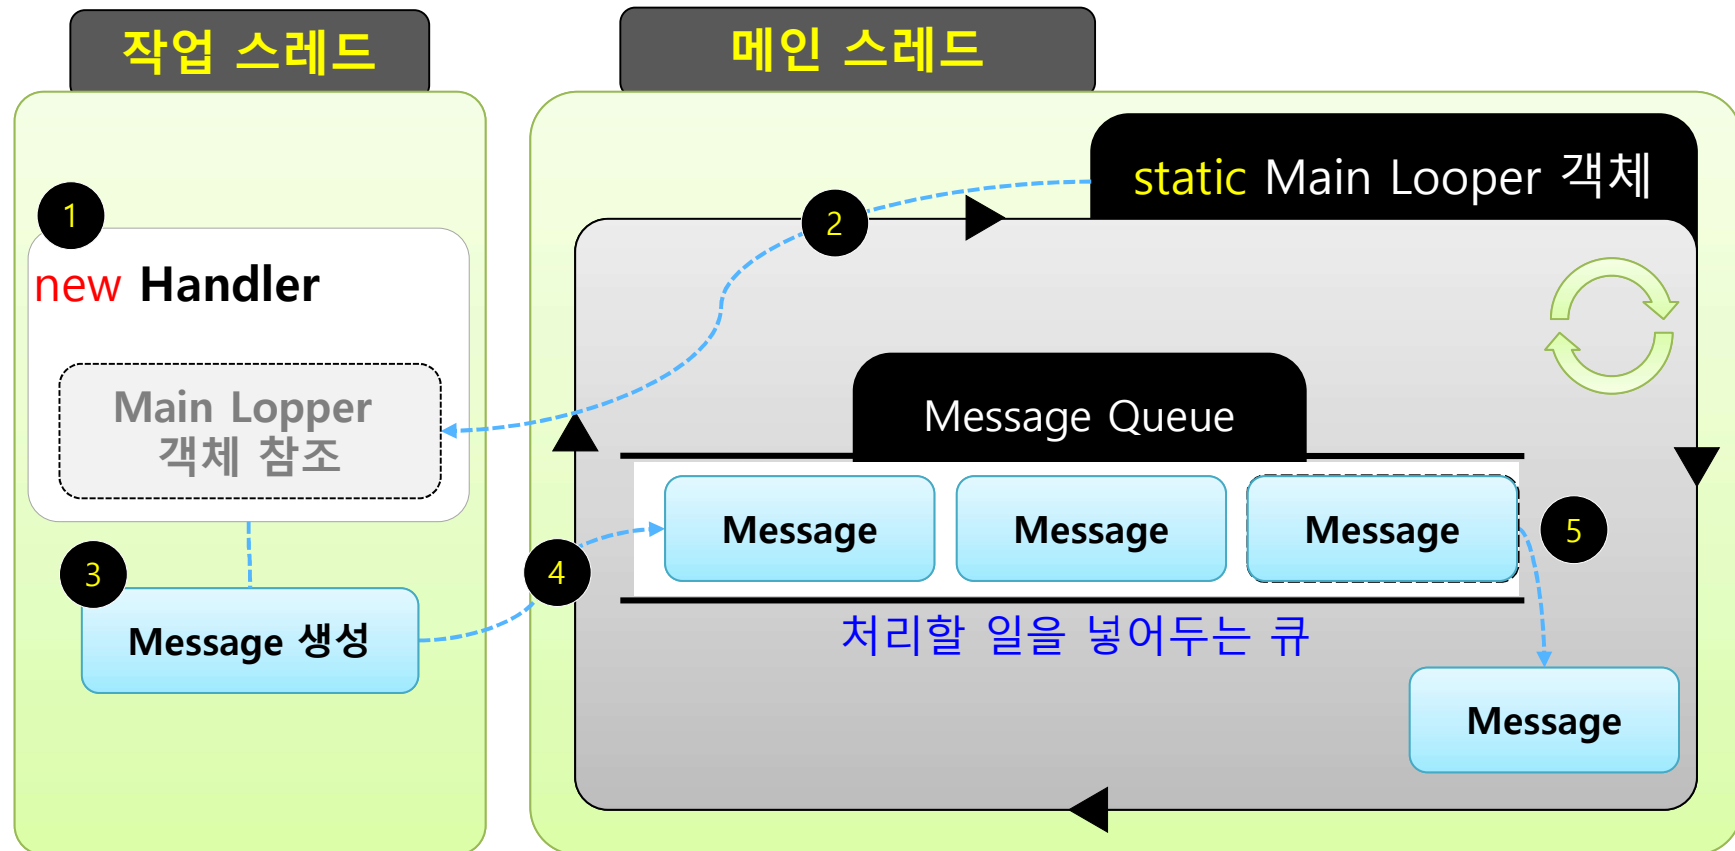 작업 스레드
메인 스레드
static Main Looper 객체
1
2
new Handler
Main Lopper
객체 참조
Message Queue
Message
Message
Message
3
4
5
Message 생성
처리할 일을 넣어두는 큐
Message